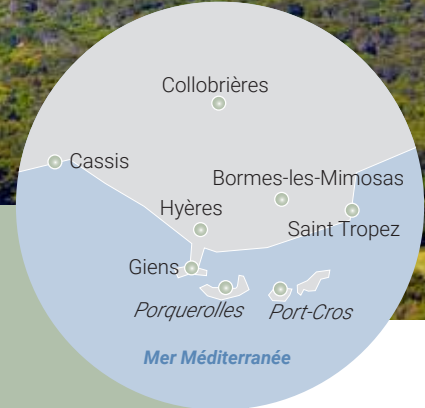 Collobrières
Cassis
Bormes-les-Mimosas
Hyères
Saint Tropez
Giens
Porquerolles
Port-Cros
Mer Méditerranée